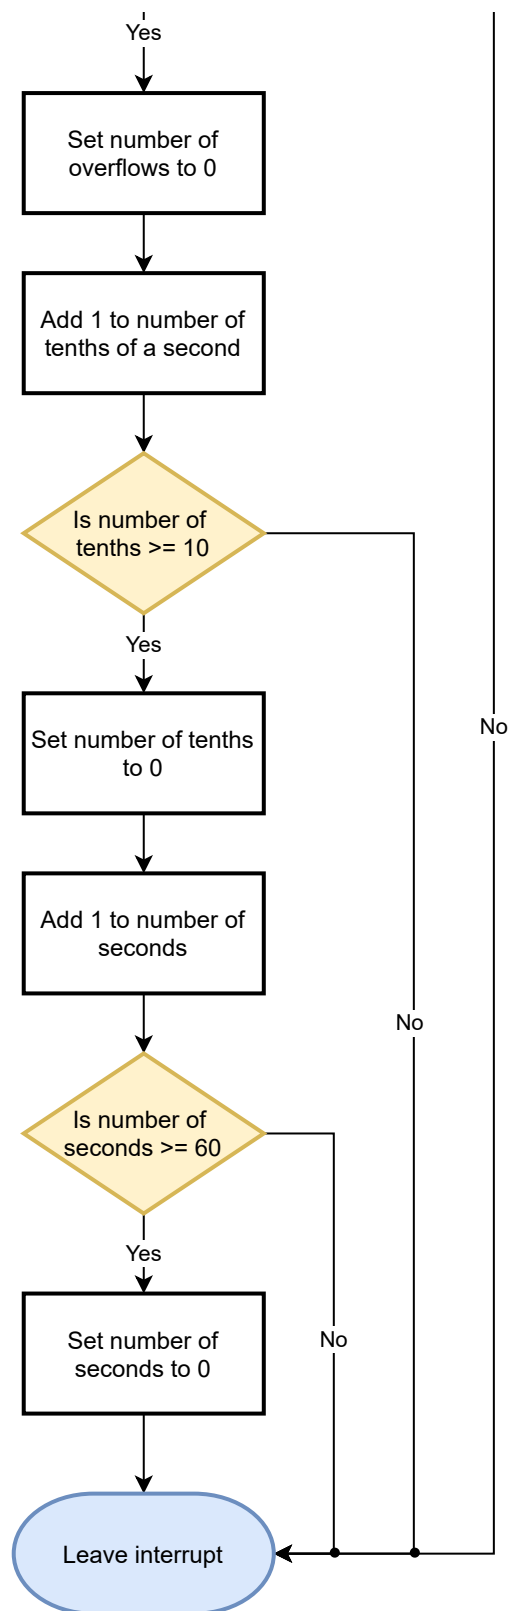 Yes
Set number of
overflows to 0
Add 1 to number of
tenths of a second
Is number of
tenths >= 10
Yes
Set number of tenths
to 0
No
Add 1 to number of
seconds
No
Is number of
seconds >= 60
Yes
Set number of
seconds to 0
No
Leave interrupt